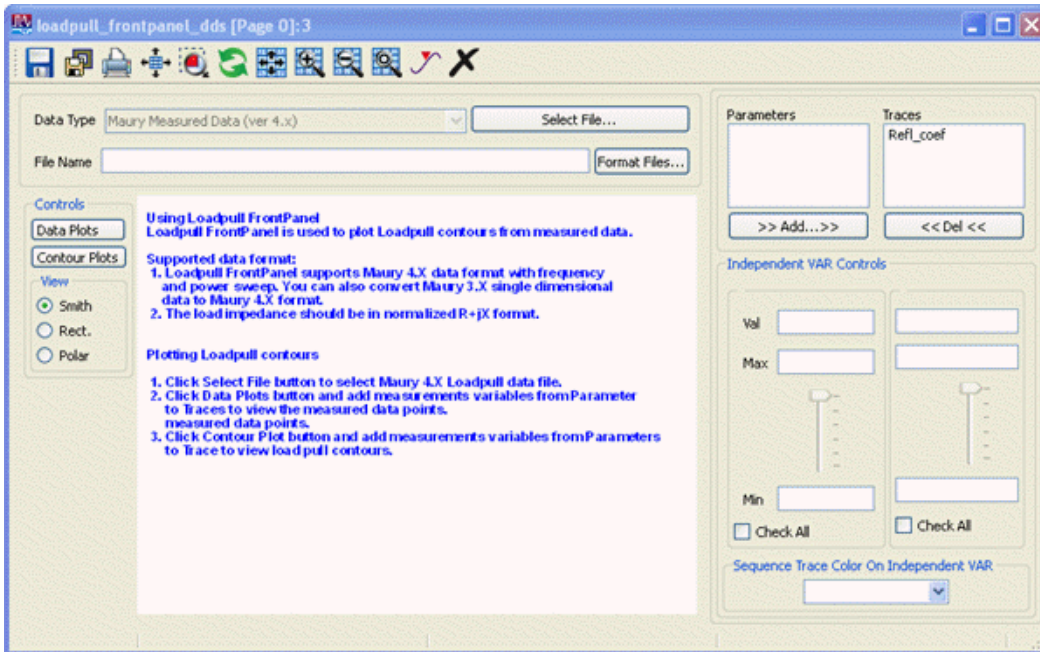 loadpull_frontpanel_dds [Page 0]:3
Data Type Maury Measured Data (ver 4.x) Select File...
File Name Format Files...
Controls
Data Plots
Contour Plots
View
Smith
Rect.
Polar
Using Loadpull FrontPanel
Loadpull FrontPanel is used to plot Loadpull contours from measured data.
Supported data format:
1. Loadpull FrontPanel supports Maury 4.X data format with frequency
and power sweep. You can also convert Maury 3.X single dimensional
data to Maury 4.X format.
2. The load impedance should be in normalized R+jX format.
Plotting Loadpull contours
1. Click Select File button to select Maury 4.X Loadpull data file.
2. Click Data Plots button and add measurements variables from Parameter
to Traces to view the measured data points.
measured data points.
3. Click Contour Plot button and add measurements variables from Parameters
to Trace to view load pull contours.
Parameters Traces
Refl_coef
>> Add...>> << Del <<
Independent VAR Controls
Val
Max
Min
Check All Check All
Sequence Trace Color On Independent VAR